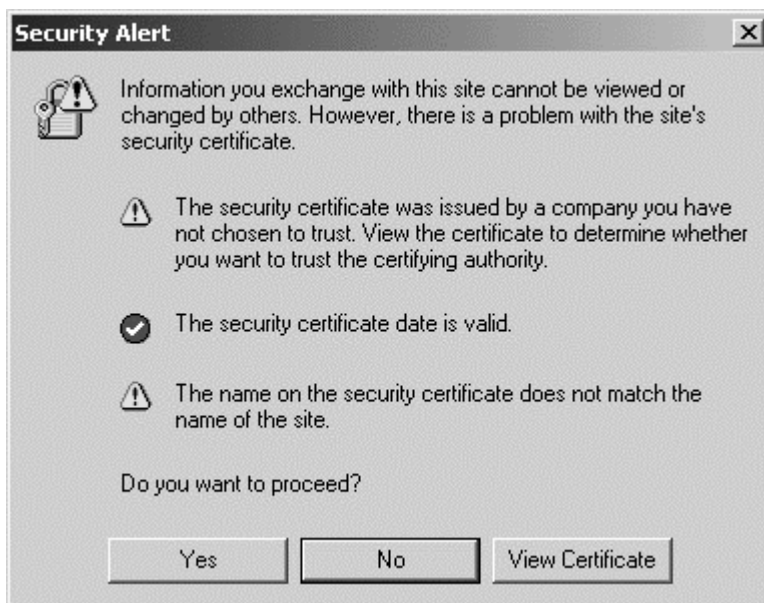 Security Alert
Information you exchange with this site cannot be viewed or
changed by others. However, there is a problem with the site's
security certificate.
The security certificate was issued by a company you have
not chosen to trust. View the certificate to determine whether
you want to trust the certifying authority.
The security certificate date is valid.
The name on the security certificate does not match the
name of the site.
Do you want to proceed?
Yes
No
View Certificate